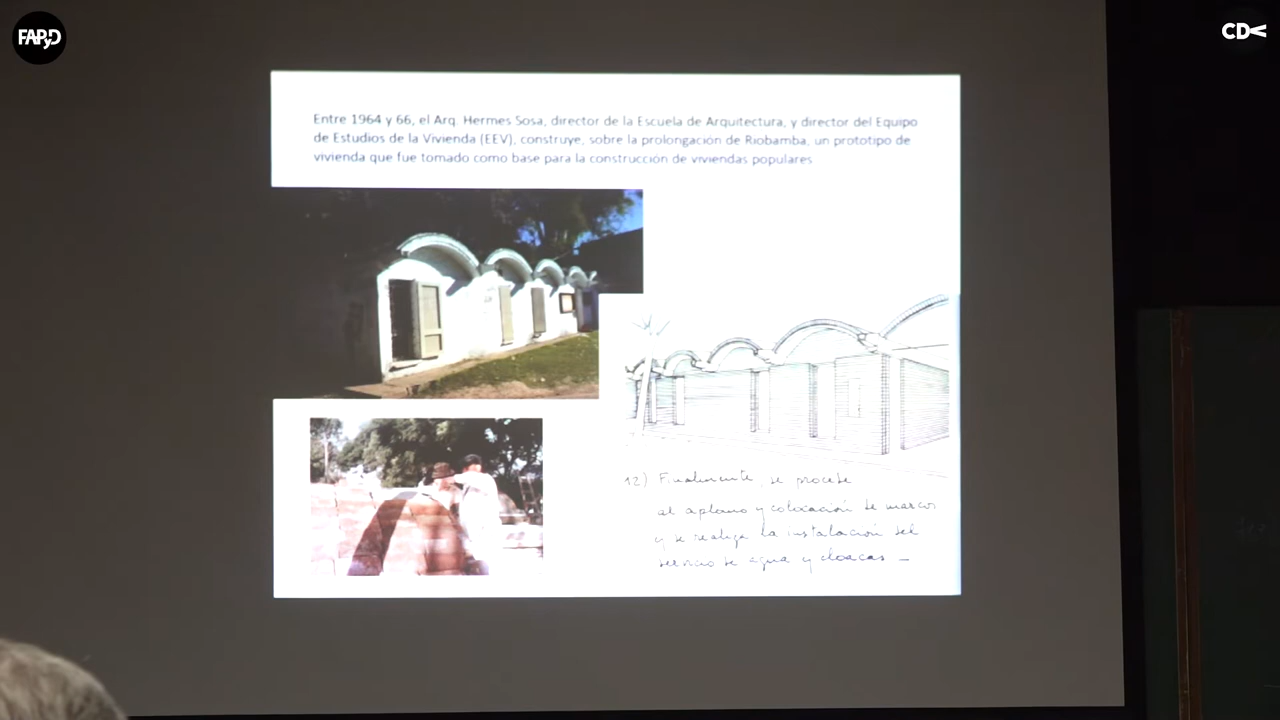 FAPyD
CDV
Entre 1964 y 66, el Arq. Hermes Sosa, director de la Escuela de Arquitectura, y director del Equipo
de Estudios de la Vivienda (EEV), construye, sobre la prolongación de Riobamba, un prototipo de
vivienda que fue tomado como base para la construcción de viviendas populares
12) Finalmente, se procede
al aplano y colocación de marcos
y se realiza la instalación del
servicio de agua y cloacas —